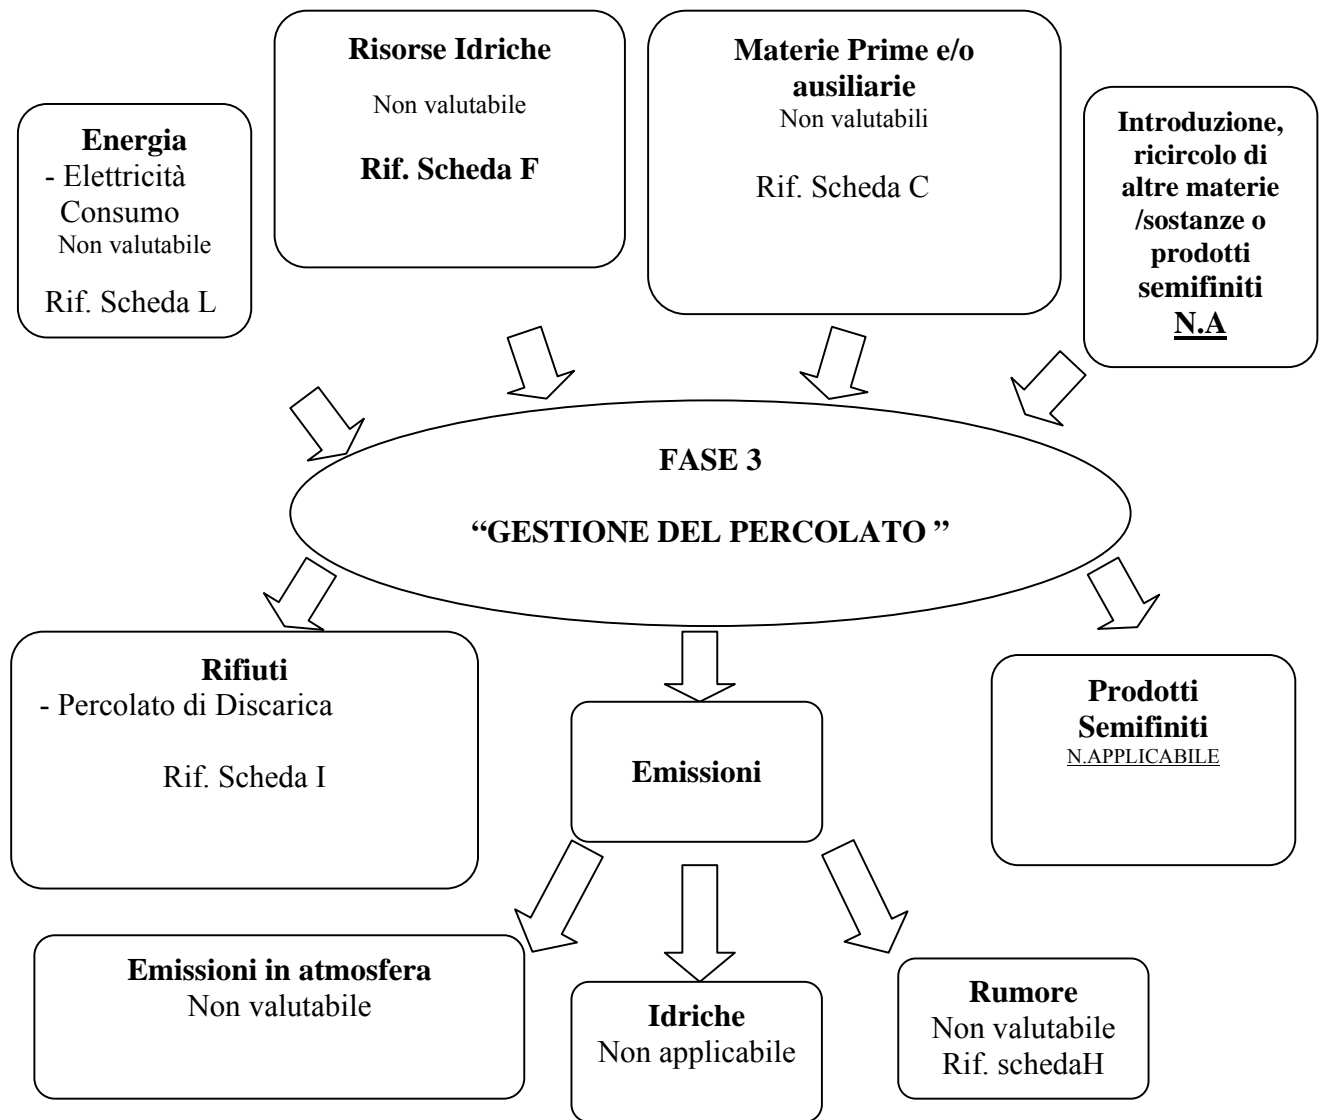 Risorse Idriche
Non valutabile
Rif. Scheda F
Materie Prime e/o
ausiliarie
Non valutabili
Rif. Scheda C
Energia
- Elettricità
Consumo
Non valutabile
Rif. Scheda L
Introduzione,
ricircolo di
altre materie
/sostanze o
prodotti
semifiniti
N.A
FASE 3
“GESTIONE DEL PERCOLATO ”
Rifiuti
- Percolato di Discarica
Rif. Scheda I
Emissioni
Prodotti
Semifiniti
N.APPLICABILE
Emissioni in atmosfera
Non valutabile
Idriche
Non applicabile
Rumore
Non valutabile
Rif. schedaH